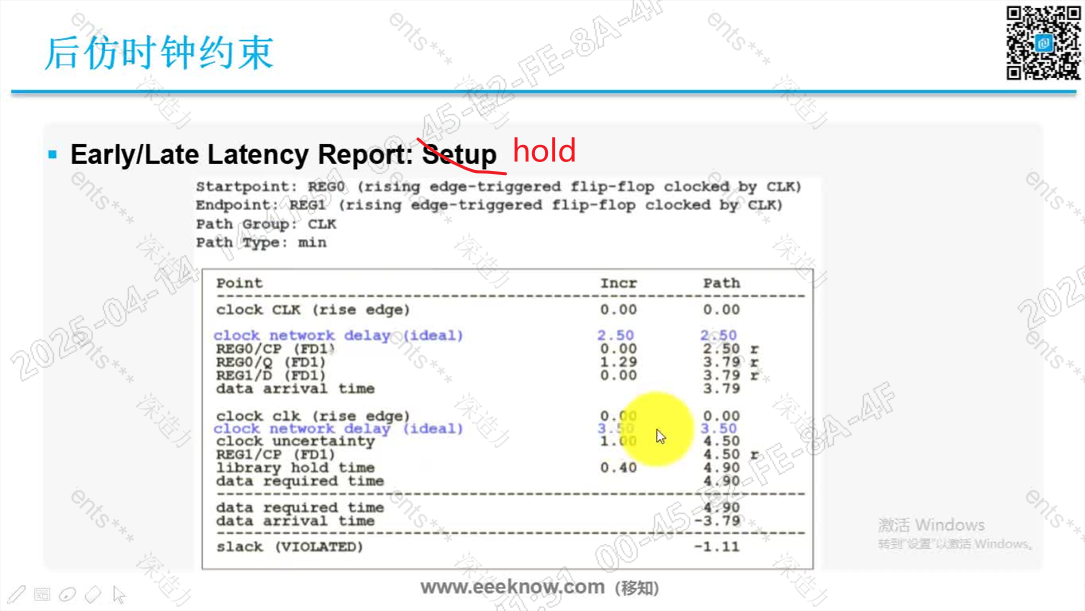 后仿时钟约束
Early/Late Latency Report: Setup hold
Startpoint: REG0 (rising edge-triggered flip-flop clocked by CLK)
Endpoint: REG1 (rising edge-triggered flip-flop clocked by CLK)
Path Group: CLK
Path Type: min
Point Incr Path
clock CLK (rise edge) 0.00 0.00
clock network delay (ideal) 2.50 2.50
REG0/CP (FD1) 0.00 2.50 r
REG0/Q (FD1) 1.29 3.79 r
REG1/D (FD1) 0.00 3.79 r
data arrival time 3.79
clock clk (rise edge) 0.00 0.00
clock network delay (ideal) 3.50 3.50
clock uncertainty 1.00 4.50
REG1/CP (FD1) 4.50 r
library hold time 0.40 4.90
data required time 4.90
data required time 4.90
data arrival time -3.79
slack (VIOLATED) -1.11
激活 Windows
转到"设置"以激活 Windows。
www.eeeknow.com (移知)